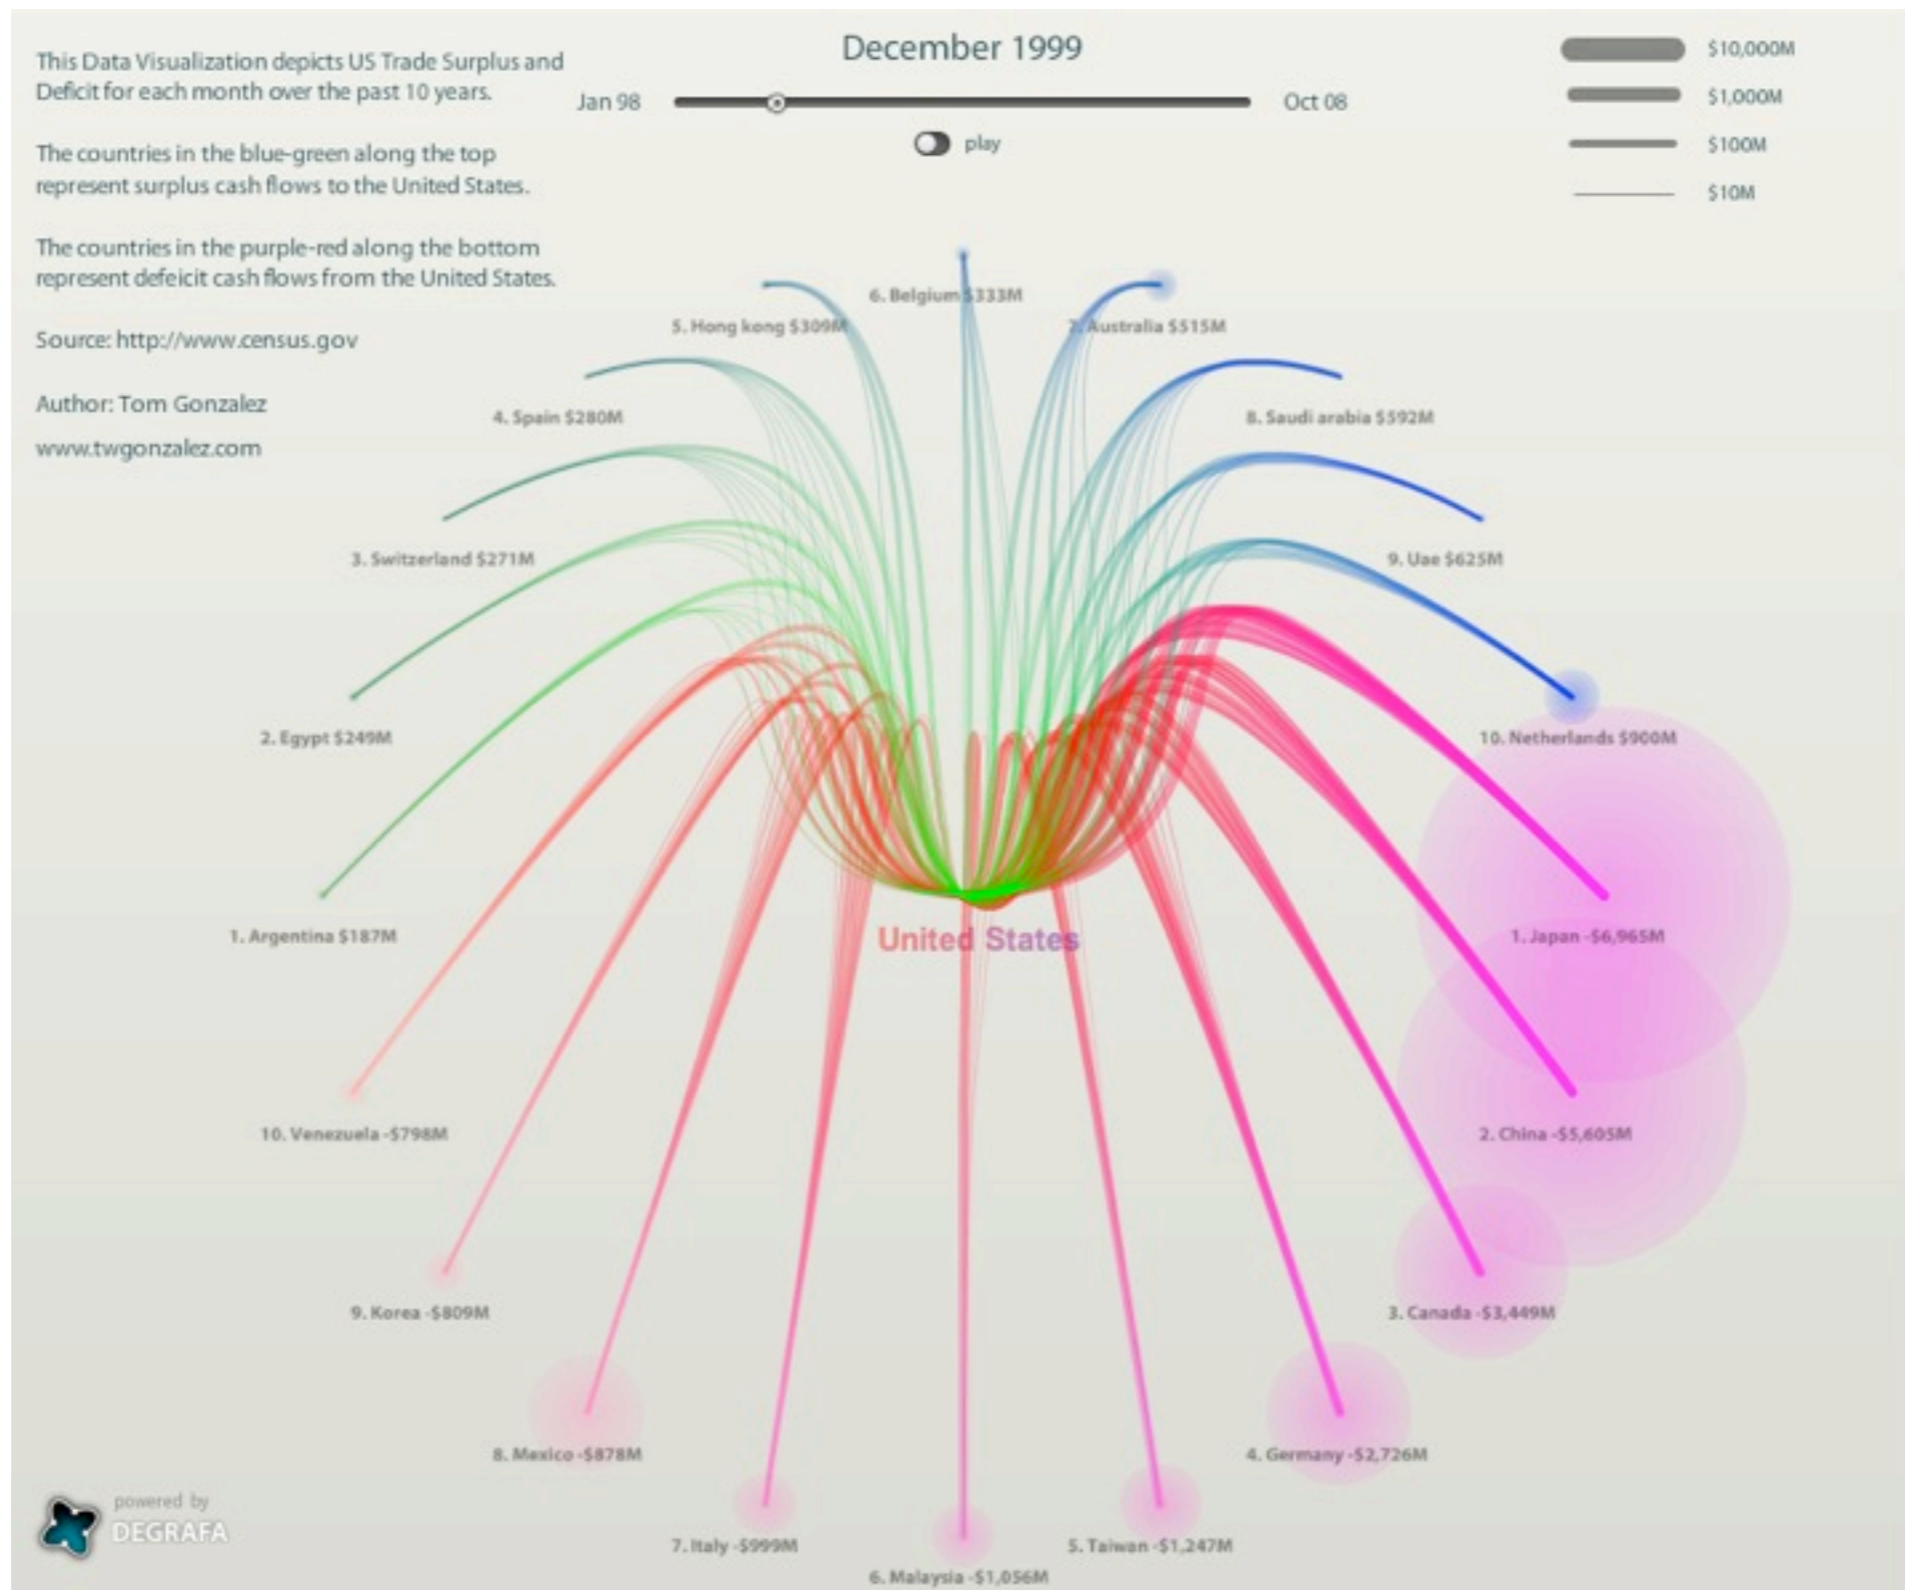 This Data Visualization depicts US Trade Surplus and
Deficit for each month over the past 10 years.
The countries in the blue-green along the top
represent surplus cash flows to the United States.
The countries in the purple-red along the bottom
represent defeicit cash flows from the United States.
Source: http://www.census.gov
Author: Tom Gonzalez
www.twgonzalez.com
December 1999
Jan 98
Oct 08
play
$10,000M
$1,000M
$100M
$10M
6. Belgium $333M
5. Hong kong $309M
7. Australia $515M
4. Spain $280M
8. Saudi arabia $592M
3. Switzerland $271M
9. Uae $625M
2. Egypt $249M
10. Netherlands $900M
1. Argentina $187M
United States
1. Japan -$6,965M
10. Venezuela -$798M
2. China -$5,605M
9. Korea -$809M
3. Canada -$3,449M
8. Mexico -$878M
4. Germany -$2,726M
7. Italy -$999M
5. Taiwan -$1,247M
6. Malaysia -$1,056M
powered by
DEGRAFA